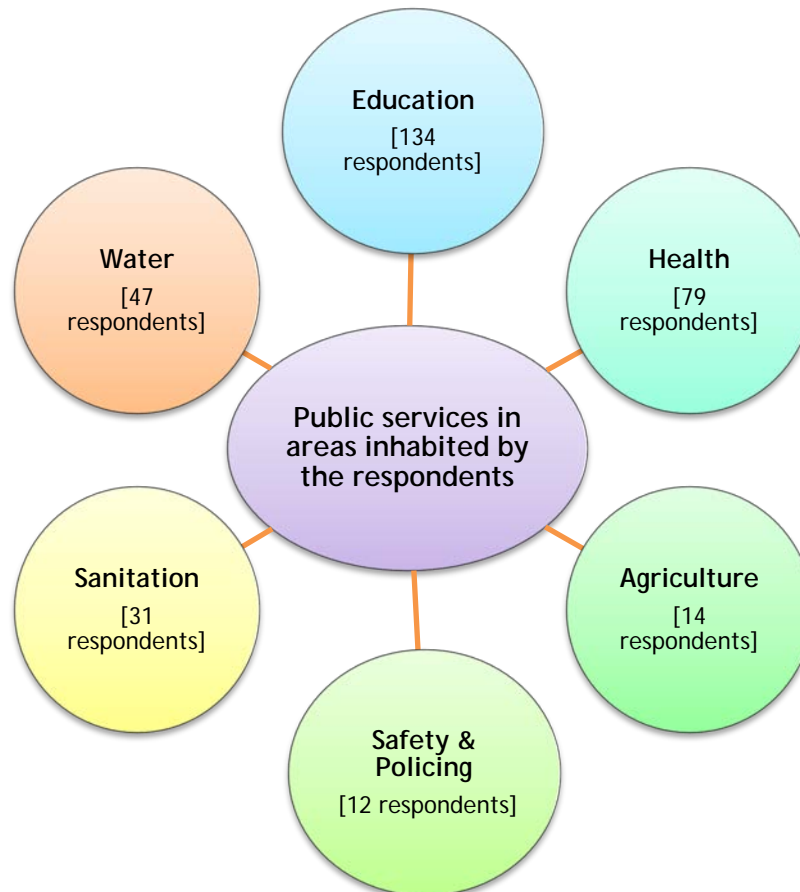 Education
[134
respondents]
Water
[47
respondents]
Health
[79
respondents]
Public services in
areas inhabited by
the respondents
Sanitation
[31
respondents]
Agriculture
[14
respondents]
Safety &
Policing
[12 respondents]